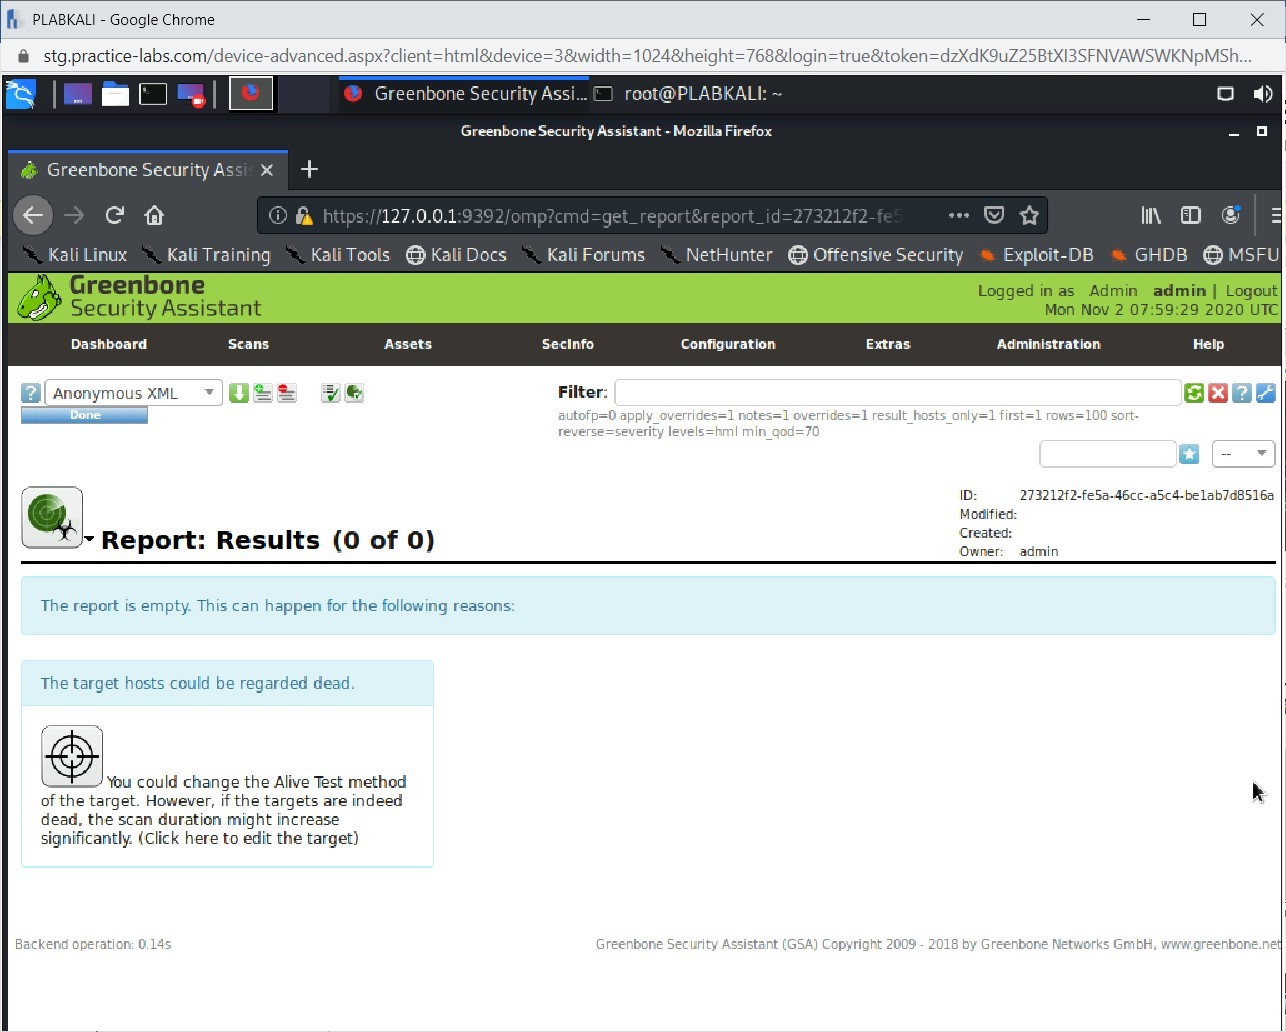 PLABKALI - Google Chrome
stg.practice-labs.com/device-advanced.aspx?client=html&device=3&width=1024&height=768&login=true&token=dzXdK9uZ25BtXI3SFNVAWSWKNpMSh...
Greenbone Security Assi... root@PLABKALI: ~
Greenbone Security Assistant - Mozilla Firefox
Greenbone Security Assi
https://127.0.0.1:9392/omp?cmd=get_report&report_id=273212f2-fe5
Kali Linux Kali Training Kali Tools Kali Docs Kali Forums NetHunter Offensive Security Exploit-DB GHDB MSFU
Greenbone
Security Assistant
Logged in as Admin admin | Logout
Mon Nov 2 07:59:29 2020 UTC
Dashboard Scans Assets SecInfo Configuration Extras Administration Help
Anonymous XML
Done
Filter:
autofp=0 apply_overrides=1 notes=1 overrides=1 result_hosts_only=1 first=1 rows=100 sort-
reverse=severity levels=hml min_qod=70
--
Report: Results (0 of 0)
ID: 273212f2-fe5a-46cc-a5c4-be1ab7d8516a
Modified:
Created:
Owner: admin
The report is empty. This can happen for the following reasons:
The target hosts could be regarded dead.
You could change the Alive Test method
of the target. However, if the targets are indeed
dead, the scan duration might increase
significantly. (Click here to edit the target)
Backend operation: 0.14s
Greenbone Security Assistant (GSA) Copyright 2009 - 2018 by Greenbone Networks GmbH, www.greenbone.net